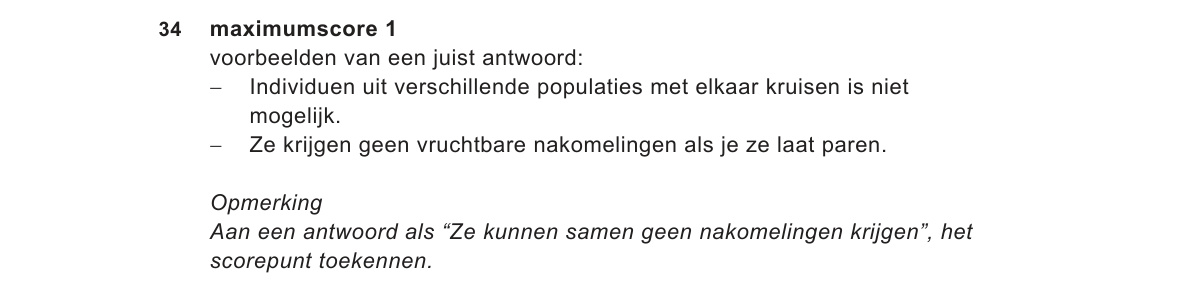 34 maximumscore 1
voorbeelden van een juist antwoord:
– Individuen uit verschillende populaties met elkaar kruisen is niet
mogelijk.
– Ze krijgen geen vruchtbare nakomelingen als je ze laat paren.
Opmerking
Aan een antwoord als “Ze kunnen samen geen nakomelingen krijgen”, het
scorepunt toekennen.